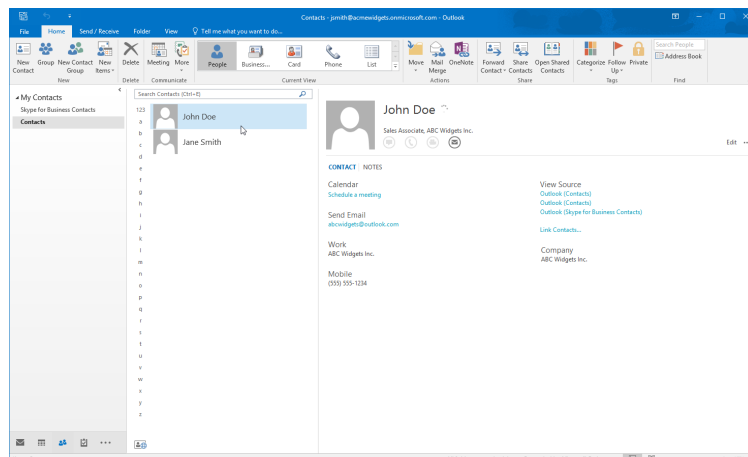 Contacts - jsmith@acmewidgets.onmicrosoft.com - Outlook
File Home Send / Receive Folder View Tell me what you want to do...
New Contact
Group
New Contact Group
New Items
Delete
Meeting
More
People
Business...
Card
Phone
List
Move
Mail Merge
OneNote
Forward Contact
Share Contacts
Open Shared Contacts
Categorize
Follow Up
Private
Search People
Address Book
New Delete Communicate Current View Actions Share Tags Find
My Contacts
Skype for Business Contacts
Contacts
Search Contacts (Ctrl+E)
123
a
b
c
d
e
f
g
h
i
j
k
l
m
n
o
p
q
r
s
t
u
v
w
x
y
z
John Doe
Jane Smith
John Doe
Sales Associate, ABC Widgets Inc.
Edit
CONTACT NOTES
Calendar
Schedule a meeting
Send Email
abcwidgets@outlook.com
Work
ABC Widgets Inc.
Mobile
(555) 555-1234
View Source
Outlook (Contacts)
Outlook (Contacts)
Outlook (Skype for Business Contacts)
Link Contacts...
Company
ABC Widgets Inc.